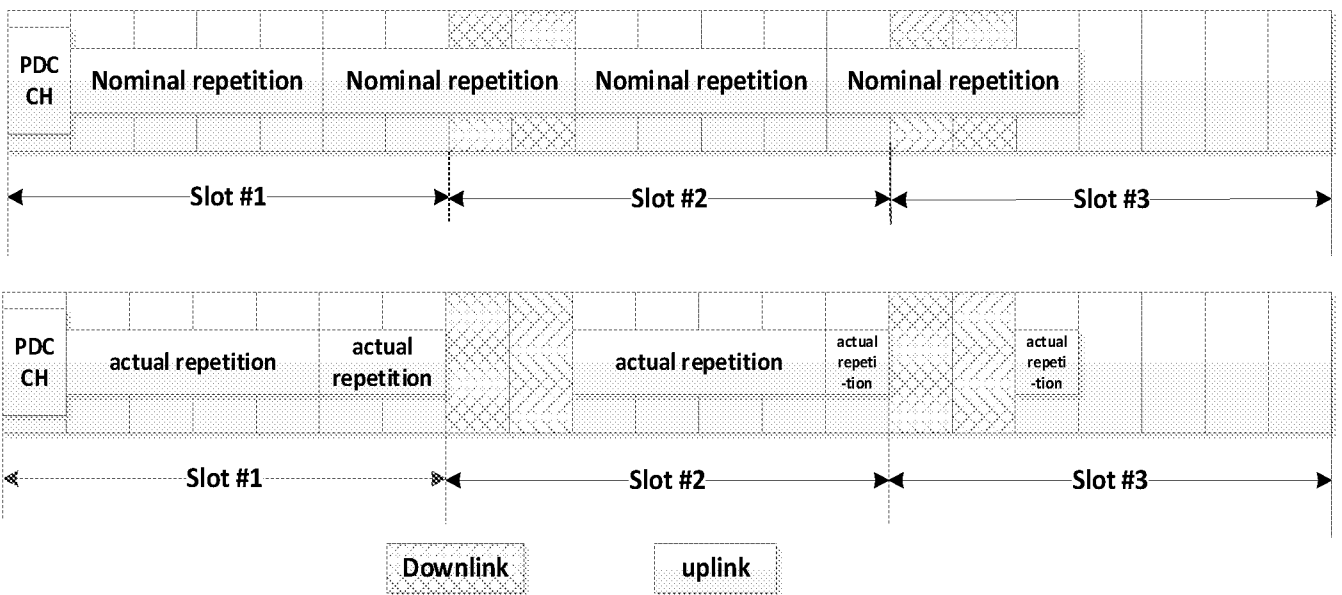 PDC
CH
Nominal repetition
Nominal repetition
Nominal repetition
Nominal repetition
Slot #1
Slot #2
Slot #3
PDC
CH
actual repetition
actual
repetition
actual repetition
actual
repeti
-tion
actual
repeti
-tion
Slot #1
Slot #2
Slot #3
Downlink
uplink